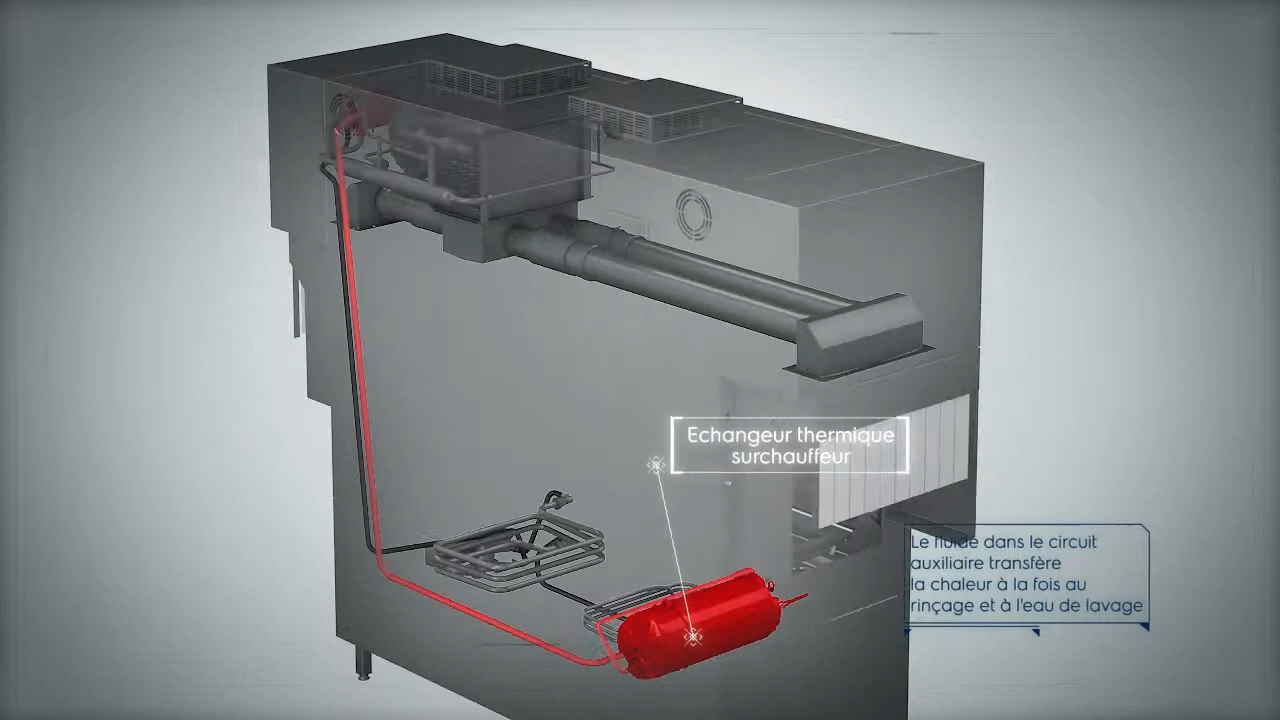 Echangeur thermique
surchauffeur
Le fluide dans le circuit
auxiliaire transfère
la chaleur à la fois au
rinçage et à l'eau de lavage